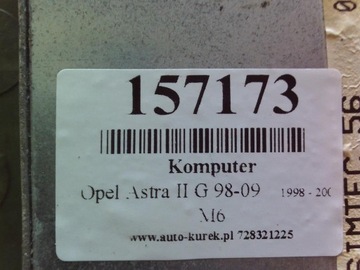 157173
Komputer
Opel Astra II G 98-09 1998 - 200
M6
www.auto-kurek.pl 728321225
SIMTEC 56